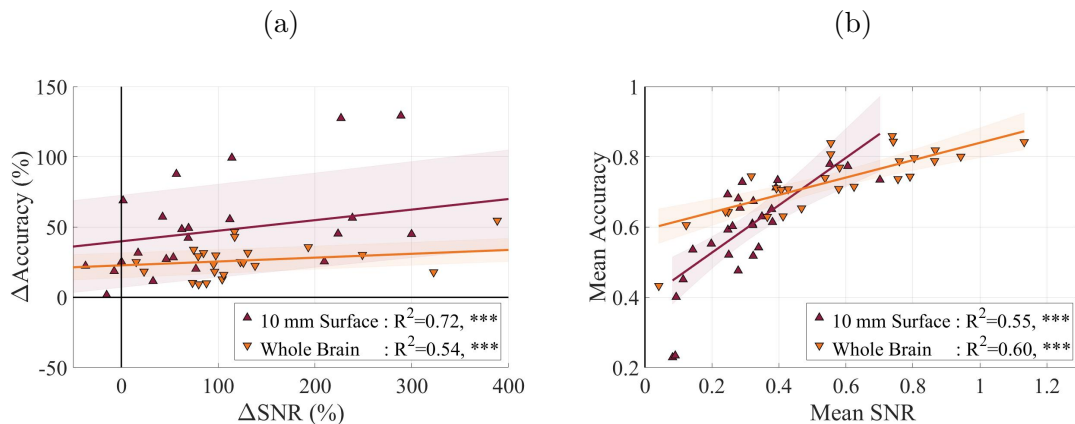 (a)
150
100
50
0
-50
ΔAccuracy (%)
10 mm Surface : R²=0.72, ***
Whole Brain : R²=0.54, ***
0
100
200
300
400
ΔSNR (%)
(b)
1
0.8
0.6
0.4
0.2
Mean Accuracy
10 mm Surface : R²=0.55, ***
Whole Brain : R²=0.60, ***
0
0.2
0.4
0.6
0.8
1
1.2
Mean SNR